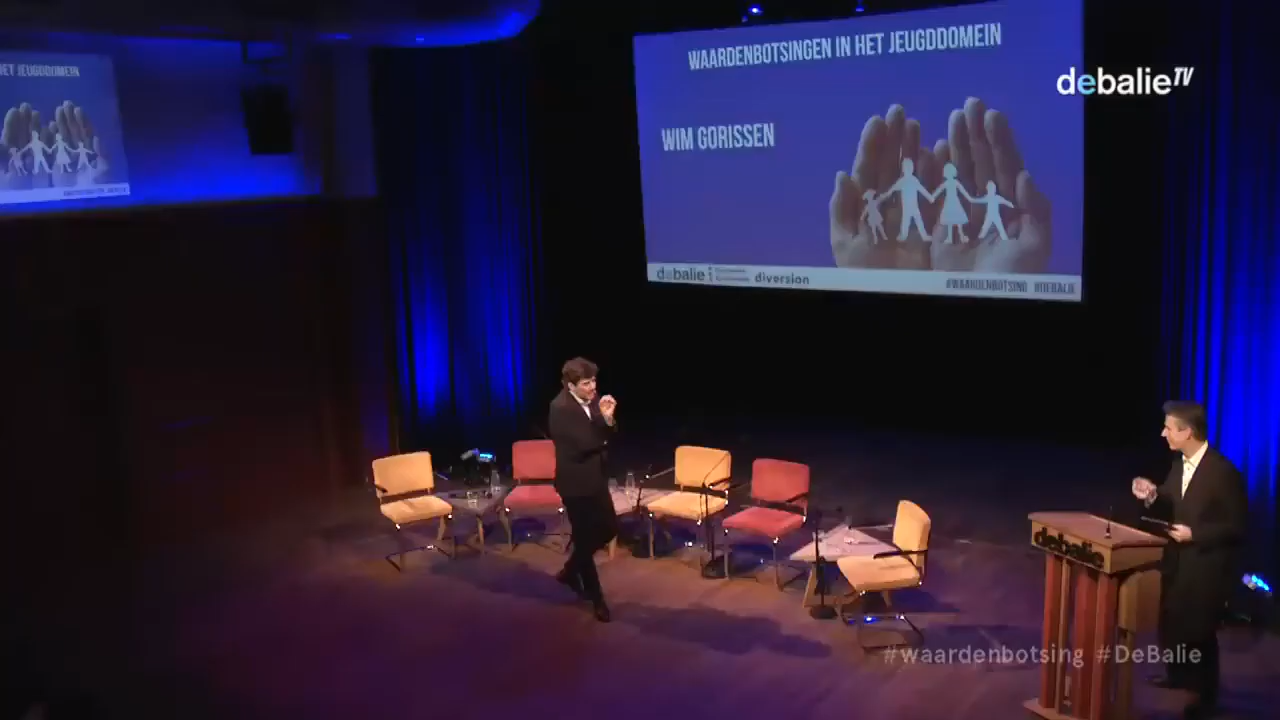 WAARDENBOTSINGEN IN HET JEUGDDOMEIN
debalieTV
HET JEUGDDOMEIN
WIM GORISSEN
debalie
diversion
#WAARDENBOTSING #DEBALIE
debalie
#waardenbotsing #DeBalie